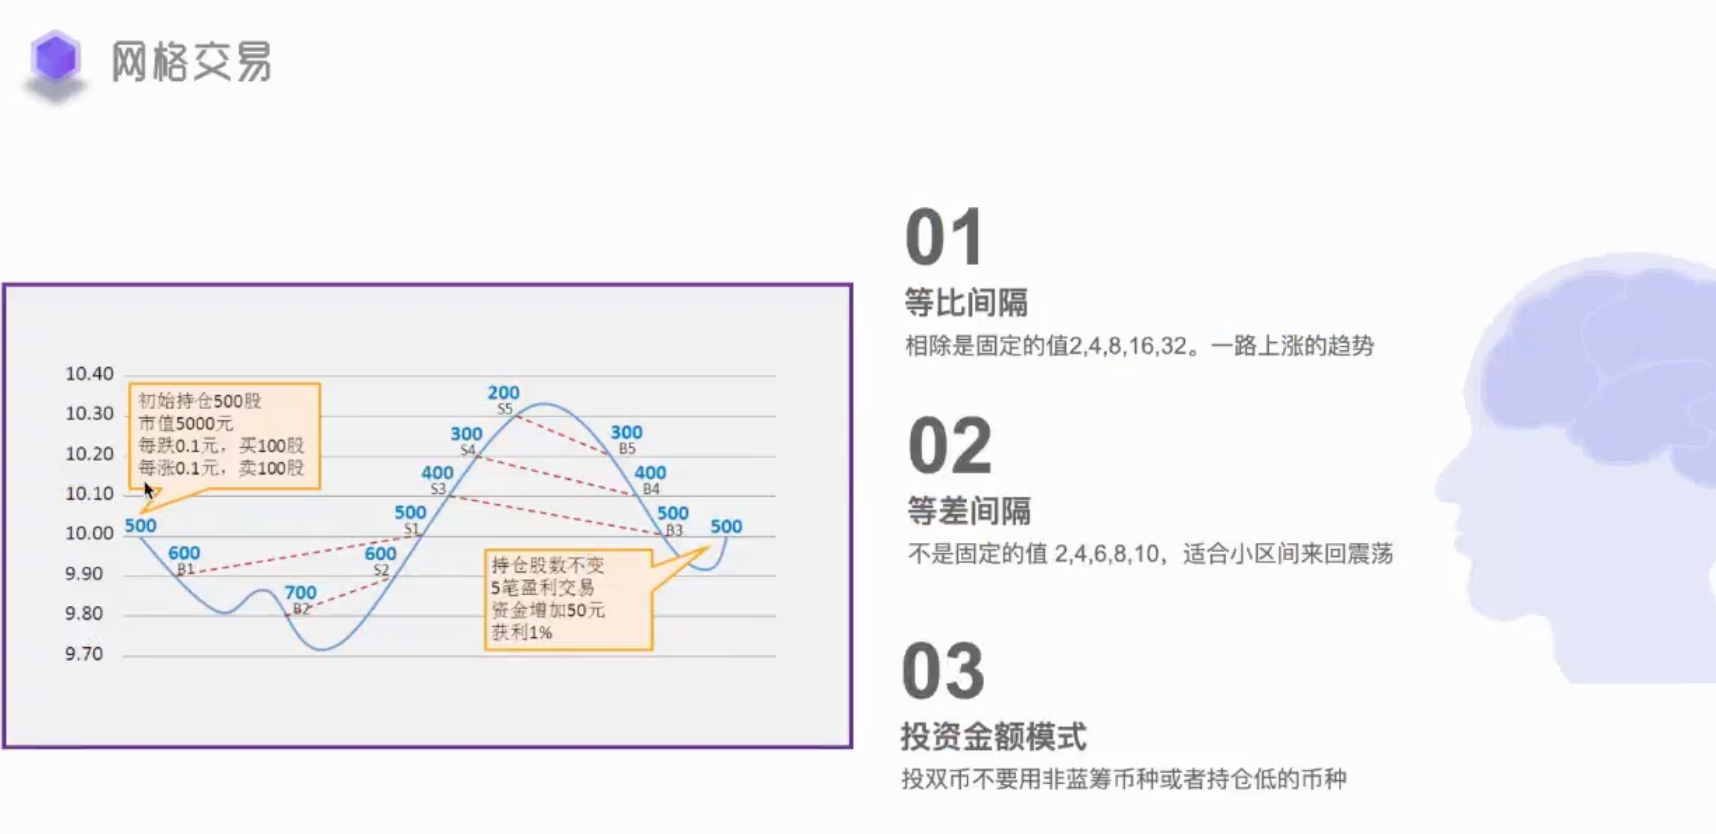 网格交易
10.40
10.30
10.20
10.10
10.00
9.90
9.80
9.70
初始持仓500股
市值5000元
每跌0.1元，买100股
每涨0.1元，卖100股
500
600
B1
700
B2
600
S2
500
S1
400
S3
300
S4
200
S5
300
B5
400
B4
500
B3
500
持仓股数不变
5笔盈利交易
资金增加50元
获利1%
01
等比间隔
相除是固定的值2,4,8,16,32。一路上涨的趋势
02
等差间隔
不是固定的值 2,4,6,8,10，适合小区间来回震荡
03
投资金额模式
投双币不要用非蓝筹币种或者持仓低的币种